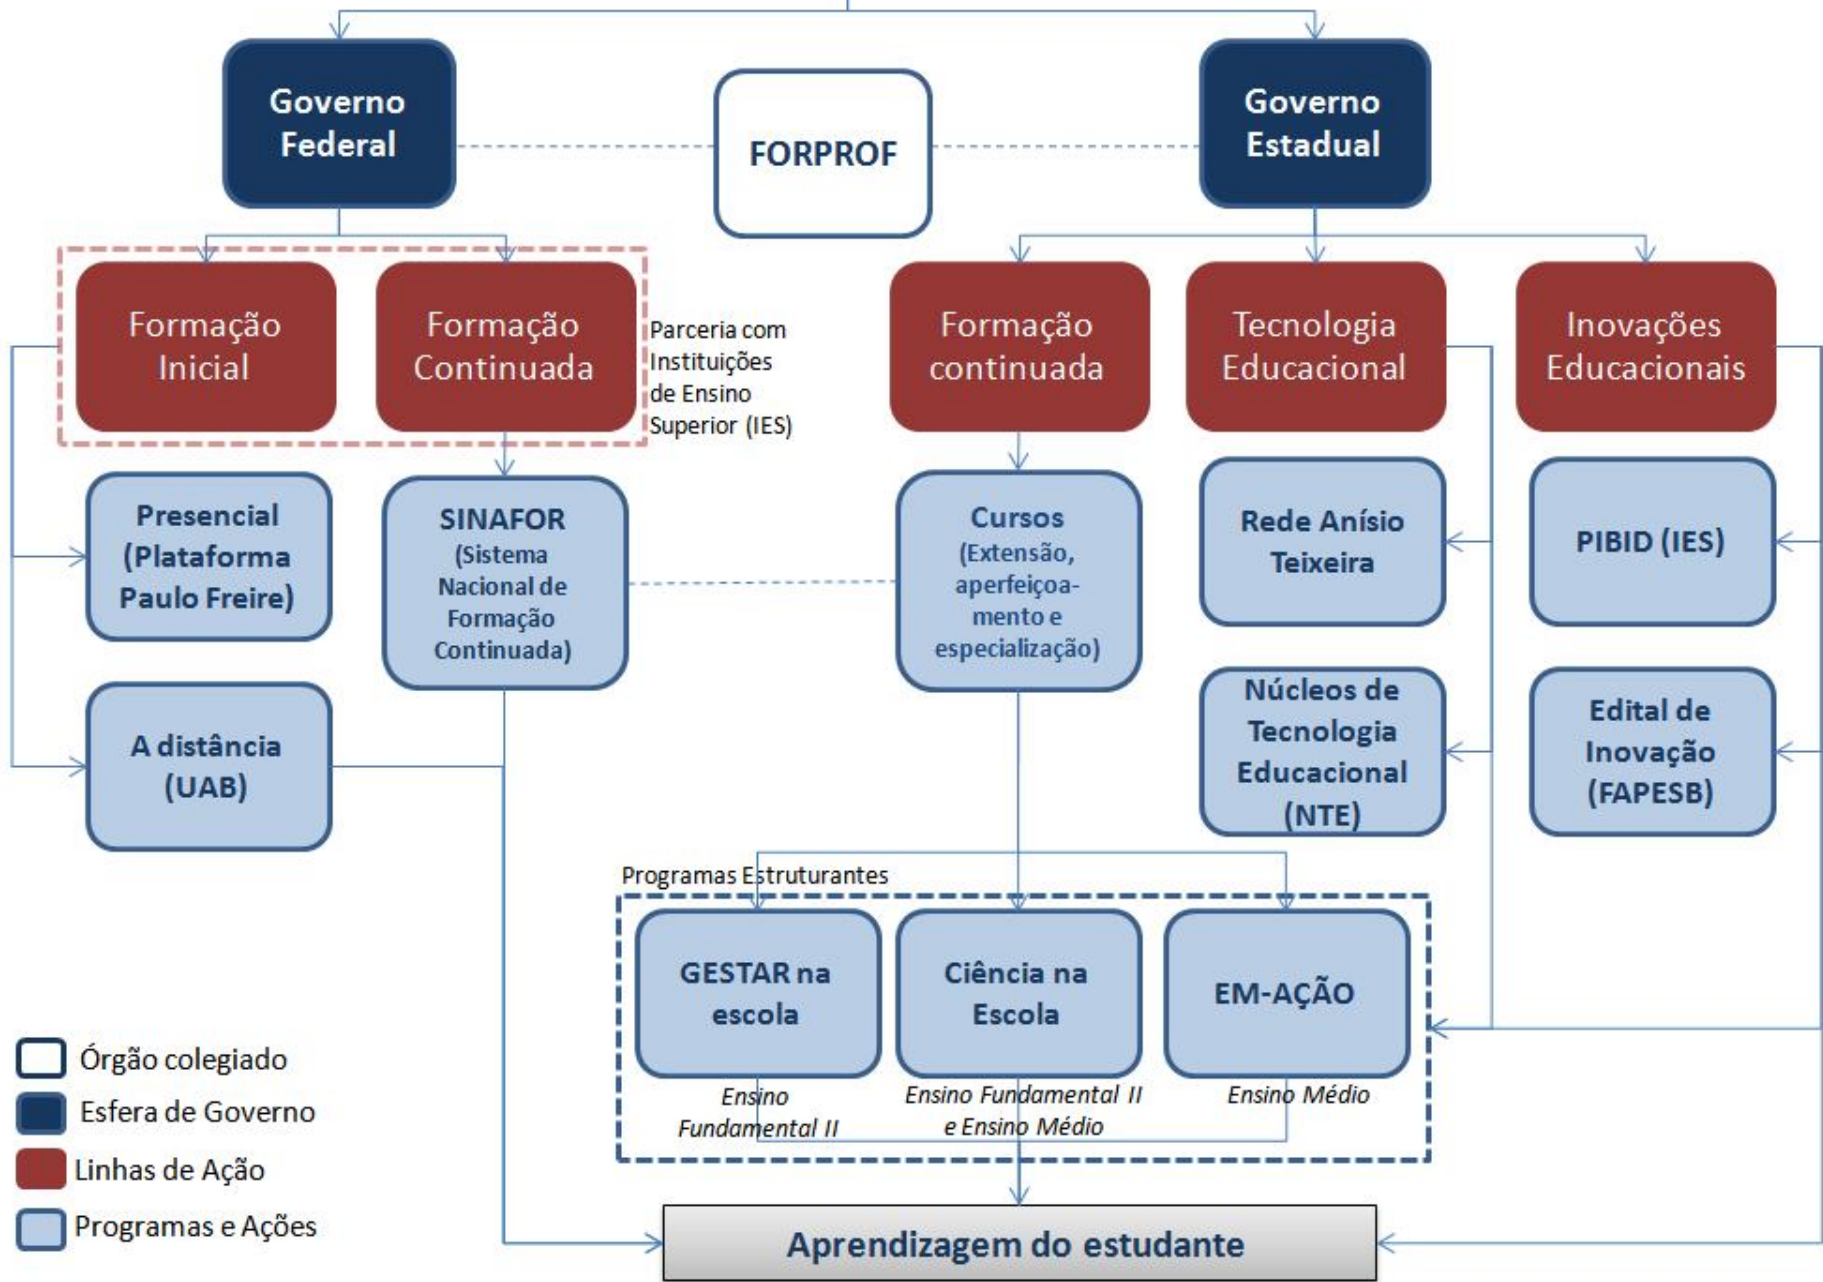 Governo
Federal
FORPROF
Governo
Estadual
Formação
Inicial
Formação
Continuada
Parceria com
Instituições
de Ensino
Superior (IES)
Formação
continuada
Tecnologia
Educacional
Inovações
Educacionais
Presencial
(Plataforma
Paulo Freire)
SINAFOR
(Sistema
Nacional de
Formação
Continuada)
Cursos
(Extensão,
aperfeiçoa-
mento e
especialização)
Rede Anísio
Teixeira
PIBID (IES)
A distância
(UAB)
Núcleos de
Tecnologia
Educacional
(NTE)
Edital de
Inovação
(FAPESB)
Programas Estruturantes
GESTAR na
escola
Ciência na
Escola
EM-AÇÃO
Ensino
Fundamental II
Ensino Fundamental II
e Ensino Médio
Ensino Médio
Órgão colegiado
Esfera de Governo
Linhas de Ação
Programas e Ações
Aprendizagem do estudante